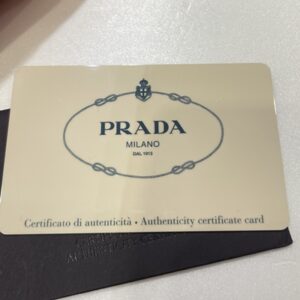 PRADA
MILANO
DAL 1913
Certificato di autenticità • Authenticity certificate card